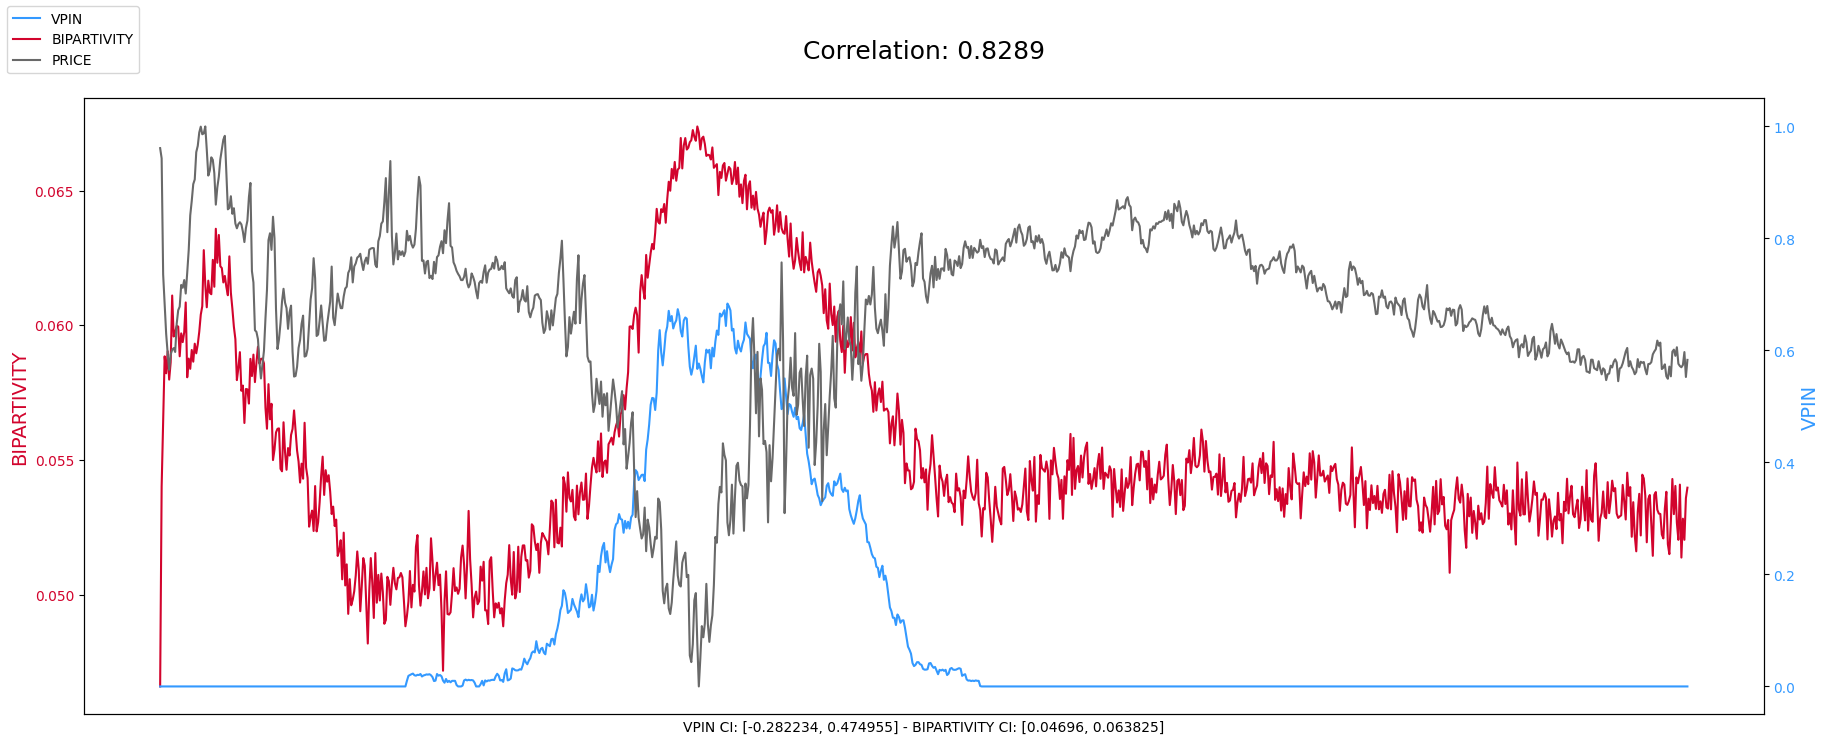 VPIN
BIPARTIVITY
PRICE
Correlation: 0.8289
BIPARTIVITY
0.065
0.060
0.055
0.050
1.0
0.8
0.6
0.4
0.2
0.0
VPIN
VPIN CI: [-0.282234, 0.474955] - BIPARTIVITY CI: [0.04696, 0.063825]